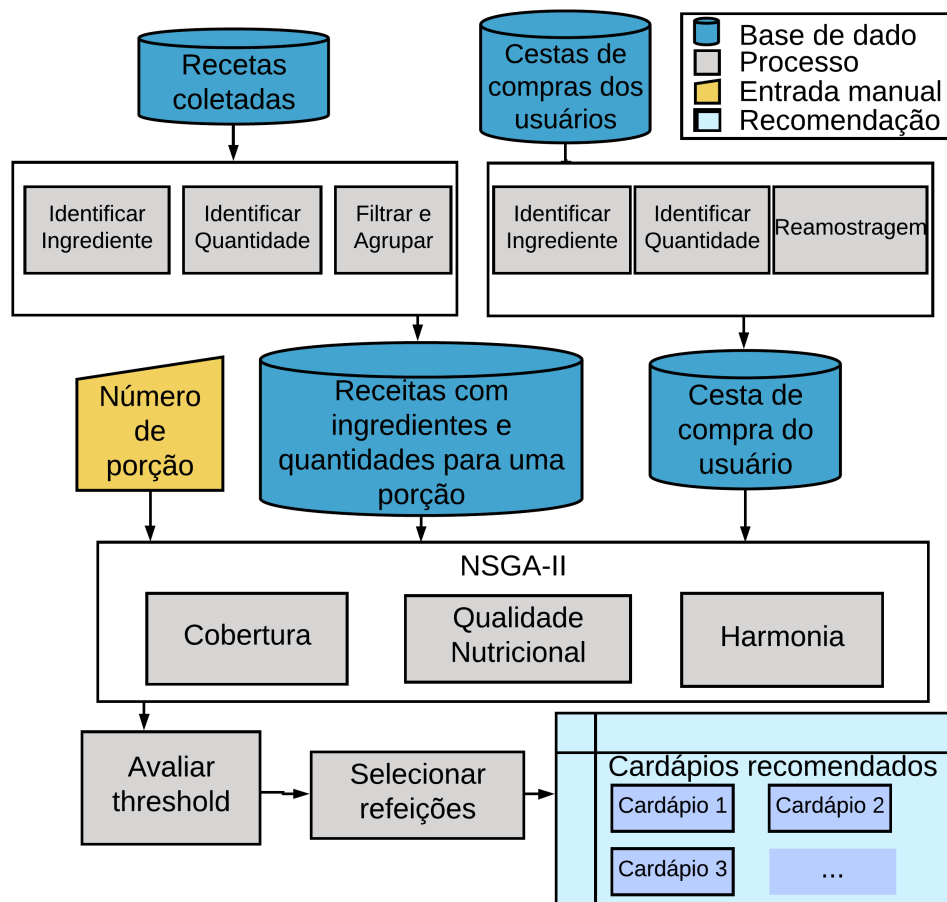 Recetas
coletadas
Cestas de
compras dos
usuários
Base de dado
Processo
Entrada manual
Recomendação
Identificar
Ingrediente
Identificar
Quantidade
Filtrar e
Agrupar
Identificar
Ingrediente
Identificar
Quantidade
Reamostragem
Número
de
porção
Receitas com
ingredientes e
quantidades para uma
porção
Cesta de
compra do
usuário
NSGA-II
Cobertura
Qualidade
Nutricional
Harmonia
Avaliar
threshold
Selecionar
refeições
Cardápios recomendados
Cardápio 1
Cardápio 2
Cardápio 3
...